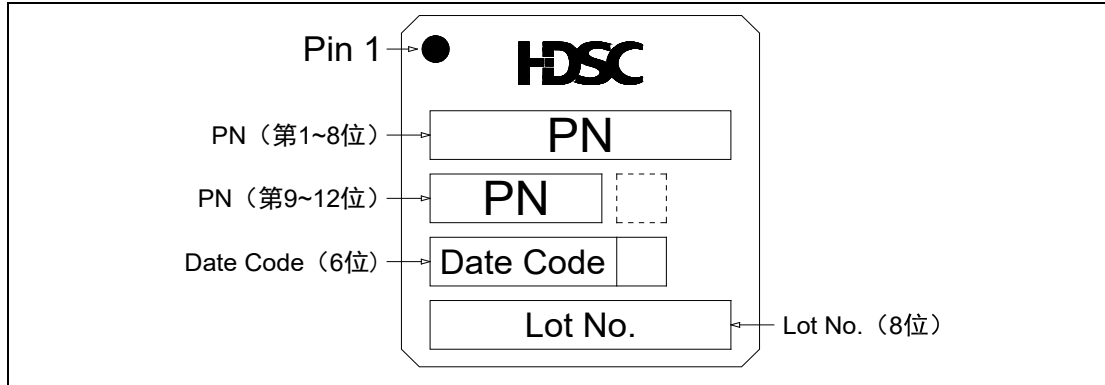 Pin 1
HDSC
PN（第1~8位）
PN
PN（第9~12位）
PN
Date Code（6位）
Date Code
Lot No.
Lot No.（8位）